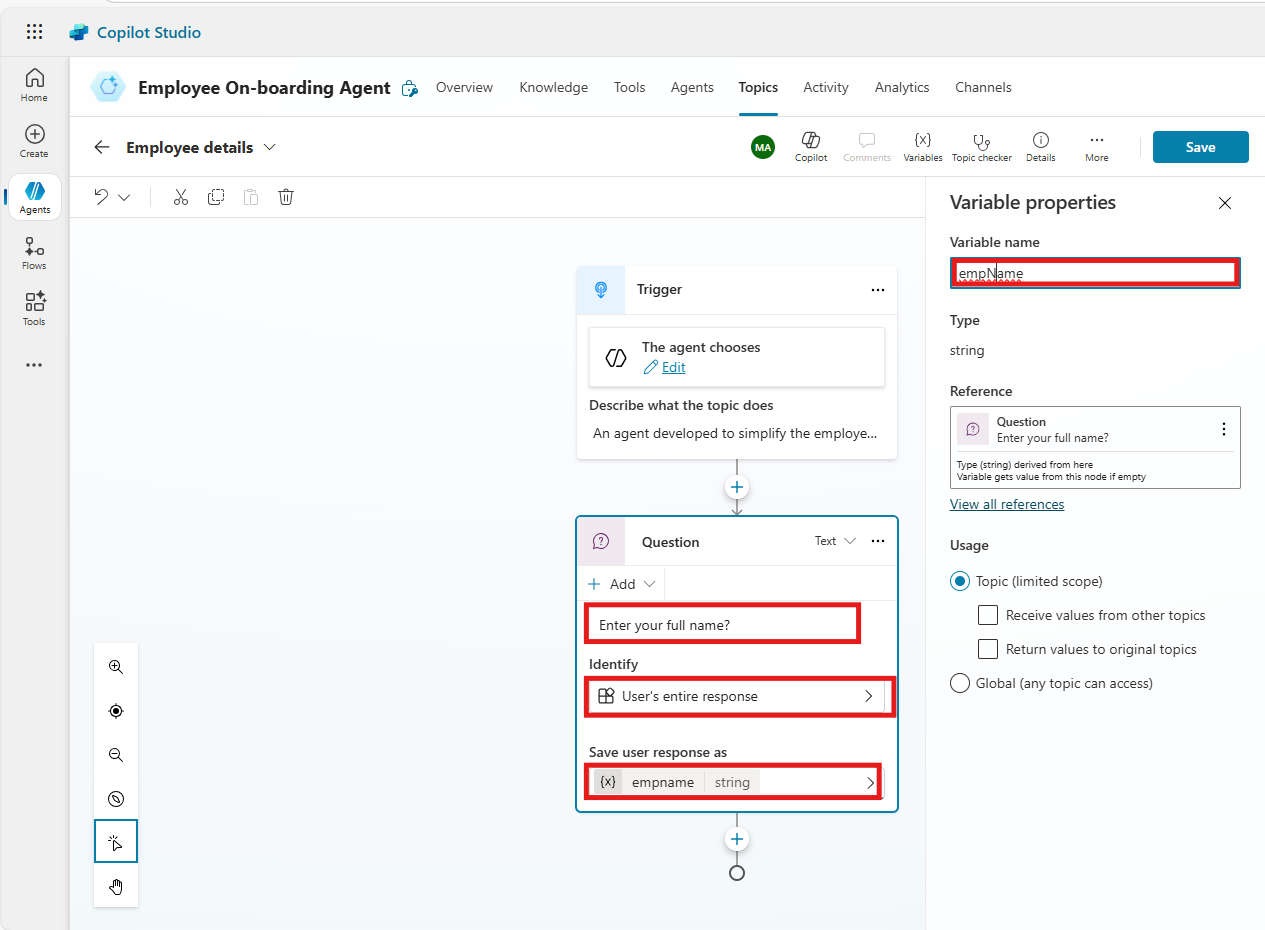 Copilot Studio
Home
Create
Agents
Flows
Tools
Employee On-boarding Agent
Overview
Knowledge
Tools
Agents
Topics
Activity
Analytics
Channels
Employee details
MA
Copilot
Comments
{x}
Variables
Topic checker
Details
More
Save
Trigger
The agent chooses
Edit
Describe what the topic does
An agent developed to simplify the employe...
Question
Text
Add
Enter your full name?
Identify
User's entire response
Save user response as
{x} empname string
Variable properties
Variable name
empName
Type
string
Reference
Question
Enter your full name?
Type (string) derived from here
Variable gets value from this node if empty
View all references
Usage
Topic (limited scope)
Receive values from other topics
Return values to original topics
Global (any topic can access)